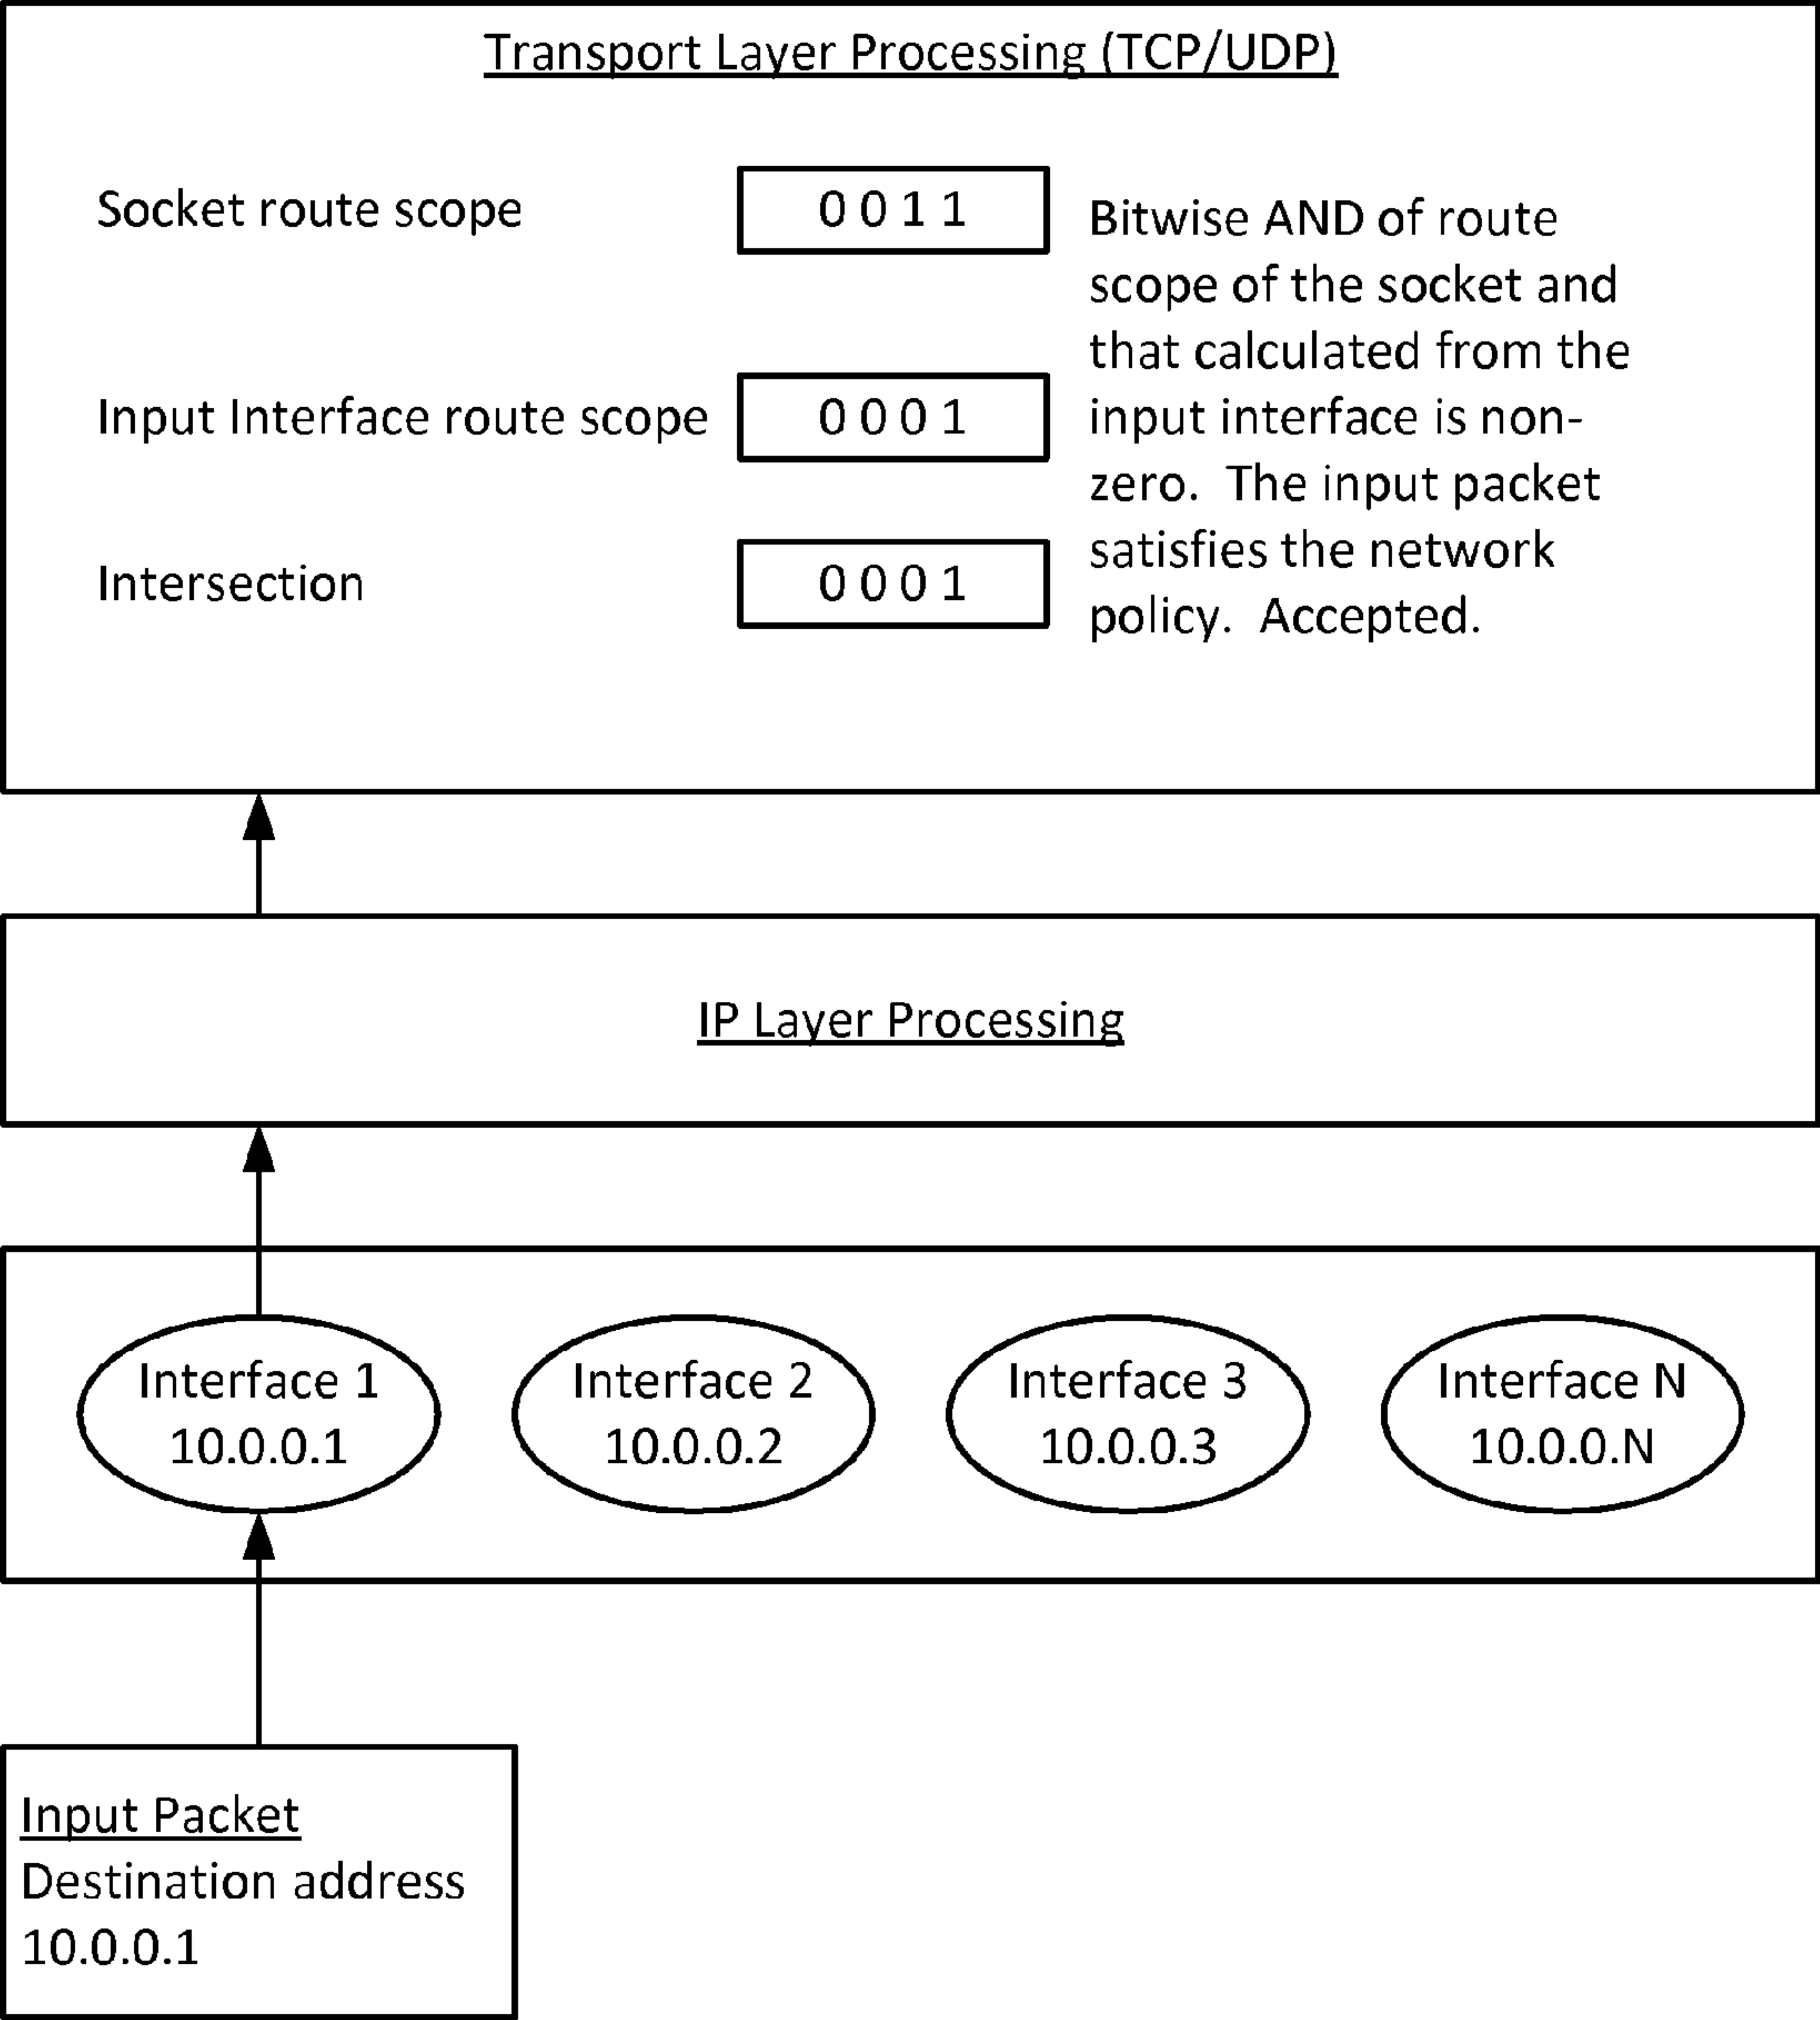 Transport Layer Processing (TCP/UDP)
Socket route scope
0 0 1 1
Input Interface route scope
0 0 0 1
Intersection
0 0 0 1
Bitwise AND of route
scope of the socket and
that calculated from the
input interface is non-
zero.  The input packet
satisfies the network
policy.  Accepted.
IP Layer Processing
Interface 1
10.0.0.1
Interface 2
10.0.0.2
Interface 3
10.0.0.3
Interface N
10.0.0.N
Input Packet
Destination address
10.0.0.1